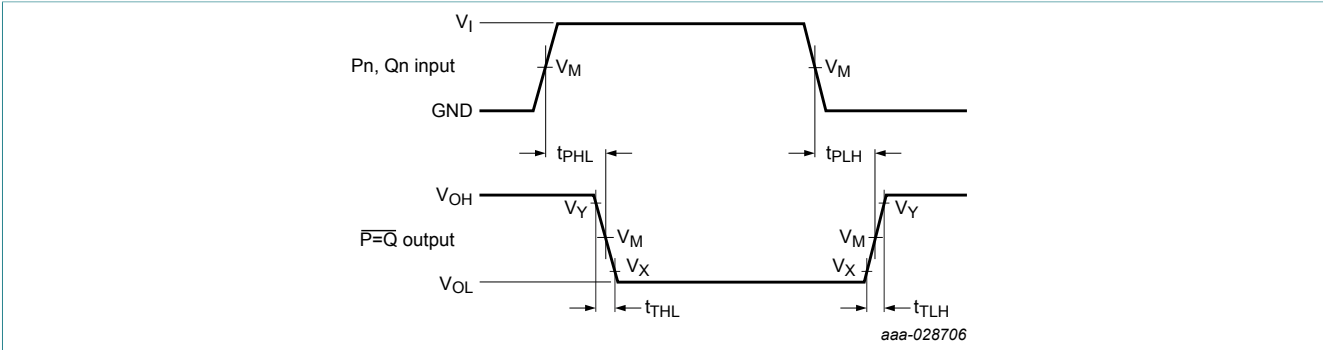 V_I
Pn, Qn input
V_M
V_M
GND
t_PHL
t_PLH
V_OH
V_Y
V_Y
P̅=̅Q̅ output
V_M
V_M
V_X
V_X
V_OL
t_THL
t_TLH
aaa-028706